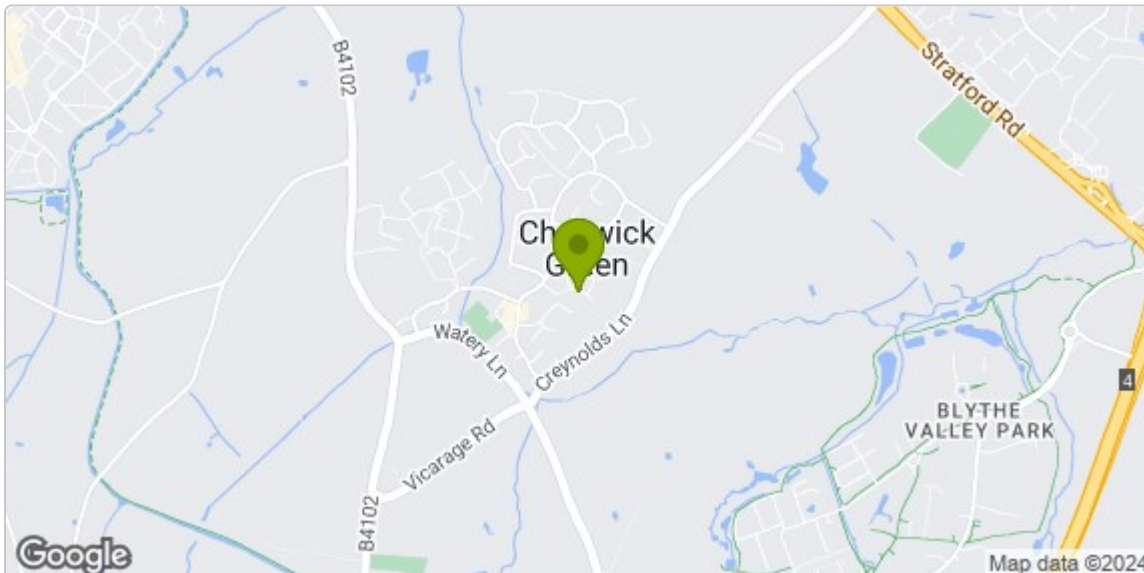 B4102
Stratford Rd
Green
Watery Ln
Creynolds Ln
4
BLYTHE
VALLEY PARK
Vicarage Rd
B4102
Google
Map data ©2024